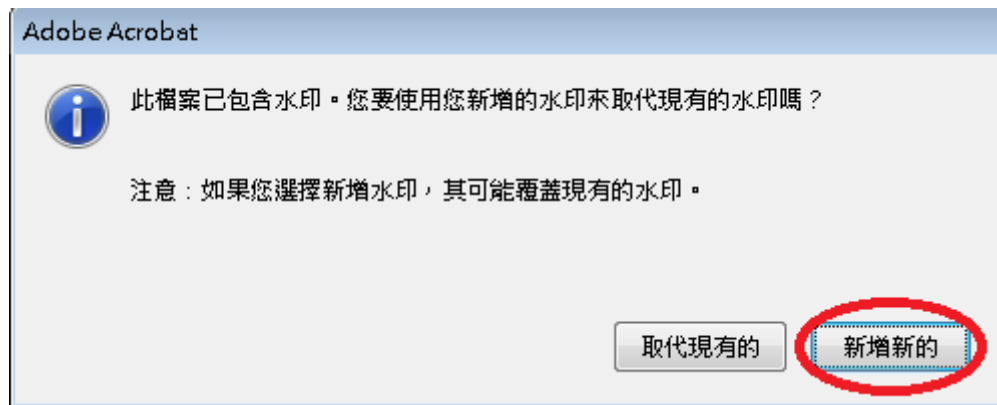 Adobe Acrobat
此檔案已包含水印。您要使用您新增的水印來取代現有的水印嗎？
注意：如果您選擇新增水印，其可能覆蓋現有的水印。
取代現有的 新增新的